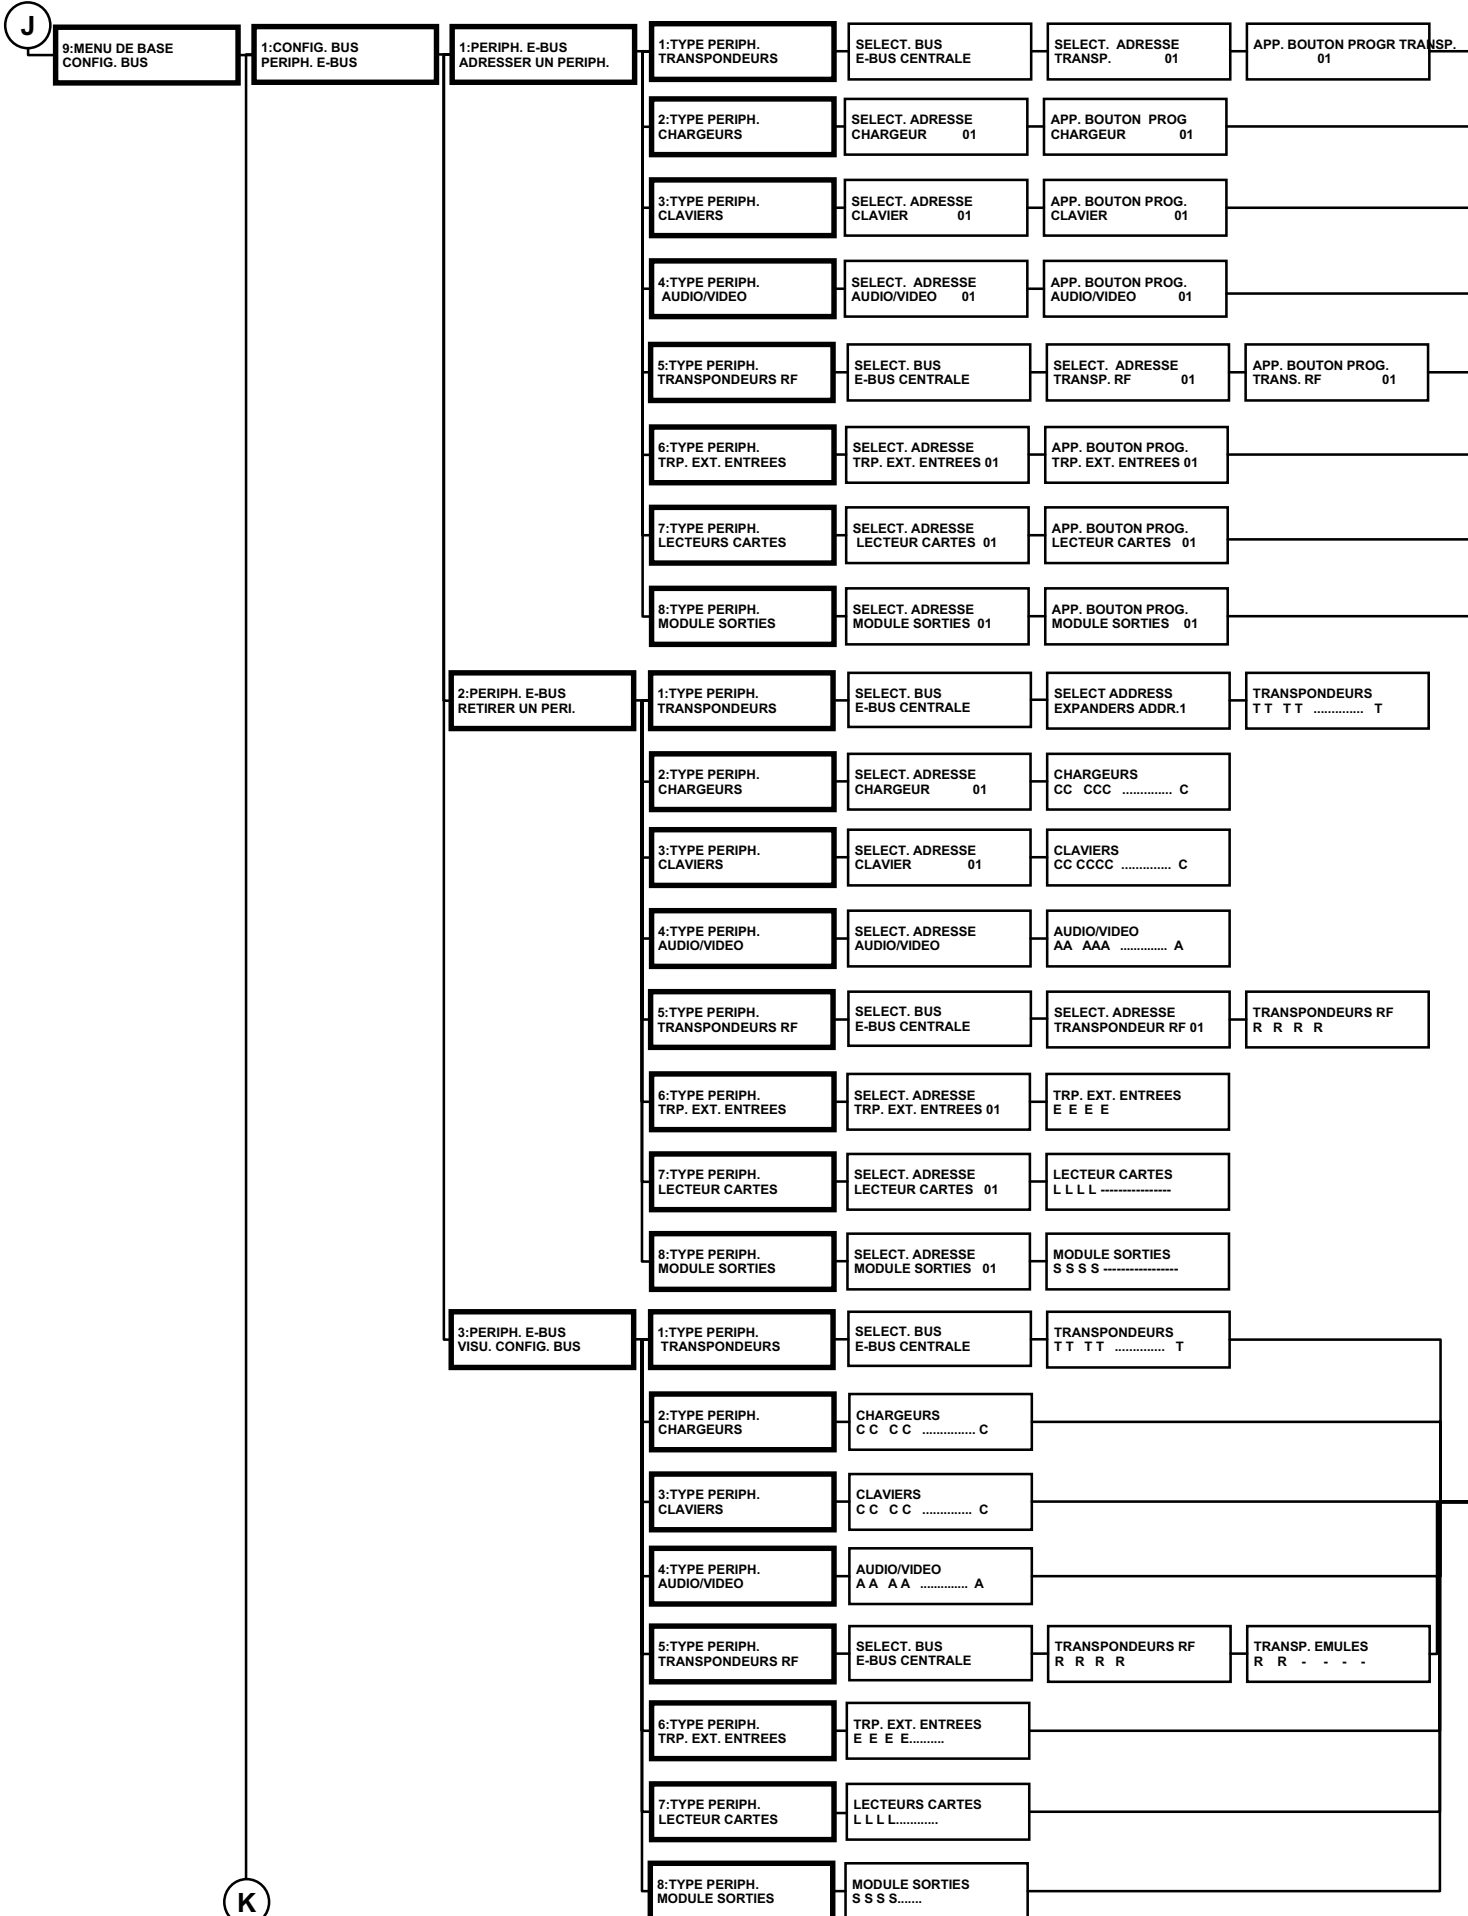 J
9:MENU DE BASE
CONFIG. BUS
1:CONFIG. BUS
PERIPH. E-BUS
1:PERIPH. E-BUS
ADRESSER UN PERIPH.
1:TYPE PERIPH.
TRANSPONDEURS
SELECT. BUS
E-BUS CENTRALE
SELECT. ADRESSE
TRANSP. 01
APP. BOUTON PROGR TRANSP.
01
2:TYPE PERIPH.
CHARGEURS
SELECT. ADRESSE
CHARGEUR 01
APP. BOUTON PROG
CHARGEUR 01
3:TYPE PERIPH.
CLAVIERS
SELECT. ADRESSE
CLAVIER 01
APP. BOUTON PROG.
CLAVIER 01
4:TYPE PERIPH.
AUDIO/VIDEO
SELECT. ADRESSE
AUDIO/VIDEO 01
APP. BOUTON PROG.
AUDIO/VIDEO 01
5:TYPE PERIPH.
TRANSPONDEURS RF
SELECT. BUS
E-BUS CENTRALE
SELECT. ADRESSE
TRANSP. RF 01
APP. BOUTON PROG.
TRANS. RF 01
6:TYPE PERIPH.
TRP. EXT. ENTREES
SELECT. ADRESSE
TRP. EXT. ENTREES 01
APP. BOUTON PROG.
TRP. EXT. ENTREES 01
7:TYPE PERIPH.
LECTEURS CARTES
SELECT. ADRESSE
LECTEUR CARTES 01
APP. BOUTON PROG.
LECTEUR CARTES 01
8:TYPE PERIPH.
MODULE SORTIES
SELECT. ADRESSE
MODULE SORTIES 01
APP. BOUTON PROG.
MODULE SORTIES 01
2:PERIPH. E-BUS
RETIRER UN PERI.
1:TYPE PERIPH.
TRANSPONDEURS
SELECT. BUS
E-BUS CENTRALE
SELECT ADDRESS
EXPANDERS ADDR.1
TRANSPONDEURS
T T T T .............. T
2:TYPE PERIPH.
CHARGEURS
SELECT. ADRESSE
CHARGEUR 01
CHARGEURS
CC CCC .............. C
3:TYPE PERIPH.
CLAVIERS
SELECT. ADRESSE
CLAVIER 01
CLAVIERS
CC CCCC .............. C
4:TYPE PERIPH.
AUDIO/VIDEO
SELECT. ADRESSE
AUDIO/VIDEO
AUDIO/VIDEO
AA AAA .............. A
5:TYPE PERIPH.
TRANSPONDEURS RF
SELECT. BUS
E-BUS CENTRALE
SELECT. ADRESSE
TRANSPONDEUR RF 01
TRANSPONDEURS RF
R R R R
6:TYPE PERIPH.
TRP. EXT. ENTREES
SELECT. ADRESSE
TRP. EXT. ENTREES 01
TRP. EXT. ENTREES
E E E E
7:TYPE PERIPH.
LECTEUR CARTES
SELECT. ADRESSE
LECTEUR CARTES 01
LECTEUR CARTES
L L L L ----------------
8:TYPE PERIPH.
MODULE SORTIES
SELECT. ADRESSE
MODULE SORTIES 01
MODULE SORTIES
S S S S -----------------
3:PERIPH. E-BUS
VISU. CONFIG. BUS
1:TYPE PERIPH.
TRANSPONDEURS
SELECT. BUS
E-BUS CENTRALE
TRANSPONDEURS
T T T T .............. T
2:TYPE PERIPH.
CHARGEURS
CHARGEURS
C C C C ............... C
3:TYPE PERIPH.
CLAVIERS
CLAVIERS
C C C C .............. C
4:TYPE PERIPH.
AUDIO/VIDEO
AUDIO/VIDEO
A A A A .............. A
5:TYPE PERIPH.
TRANSPONDEURS RF
SELECT. BUS
E-BUS CENTRALE
TRANSPONDEURS RF
R R R R
TRANSP. EMULES
R R - - - -
6:TYPE PERIPH.
TRP. EXT. ENTREES
TRP. EXT. ENTREES
E E E E..........
7:TYPE PERIPH.
LECTEUR CARTES
LECTEURS CARTES
L L L L............
8:TYPE PERIPH.
MODULE SORTIES
MODULE SORTIES
S S S S.......
K